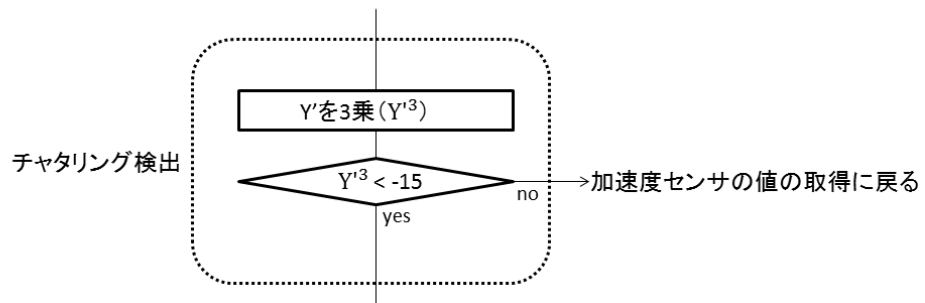 Y'を3乗（Y'³）
チャタリング検出
Y'³ < -15
no
加速度センサの値の取得に戻る
yes